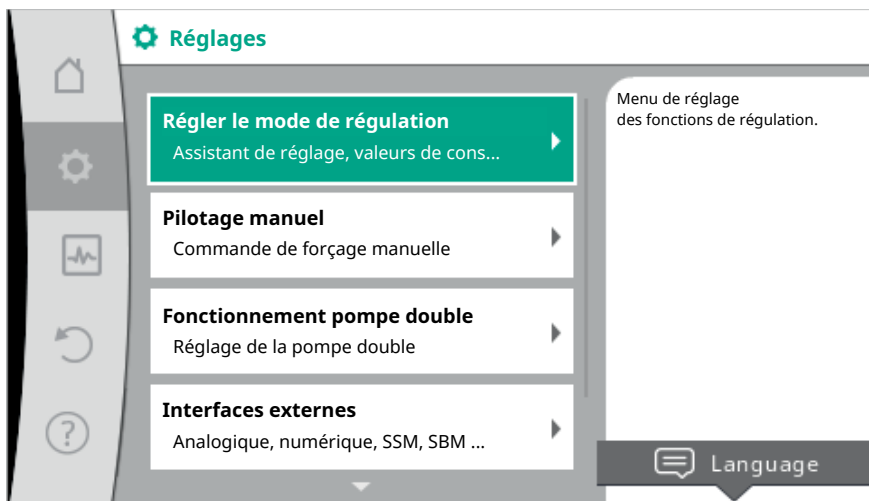 Réglages
Régler le mode de régulation
Assistant de réglage, valeurs de cons...
Pilotage manuel
Commande de forçage manuelle
Fonctionnement pompe double
Réglage de la pompe double
Interfaces externes
Analogique, numérique, SSM, SBM ...
Menu de réglage
des fonctions de régulation.
Language